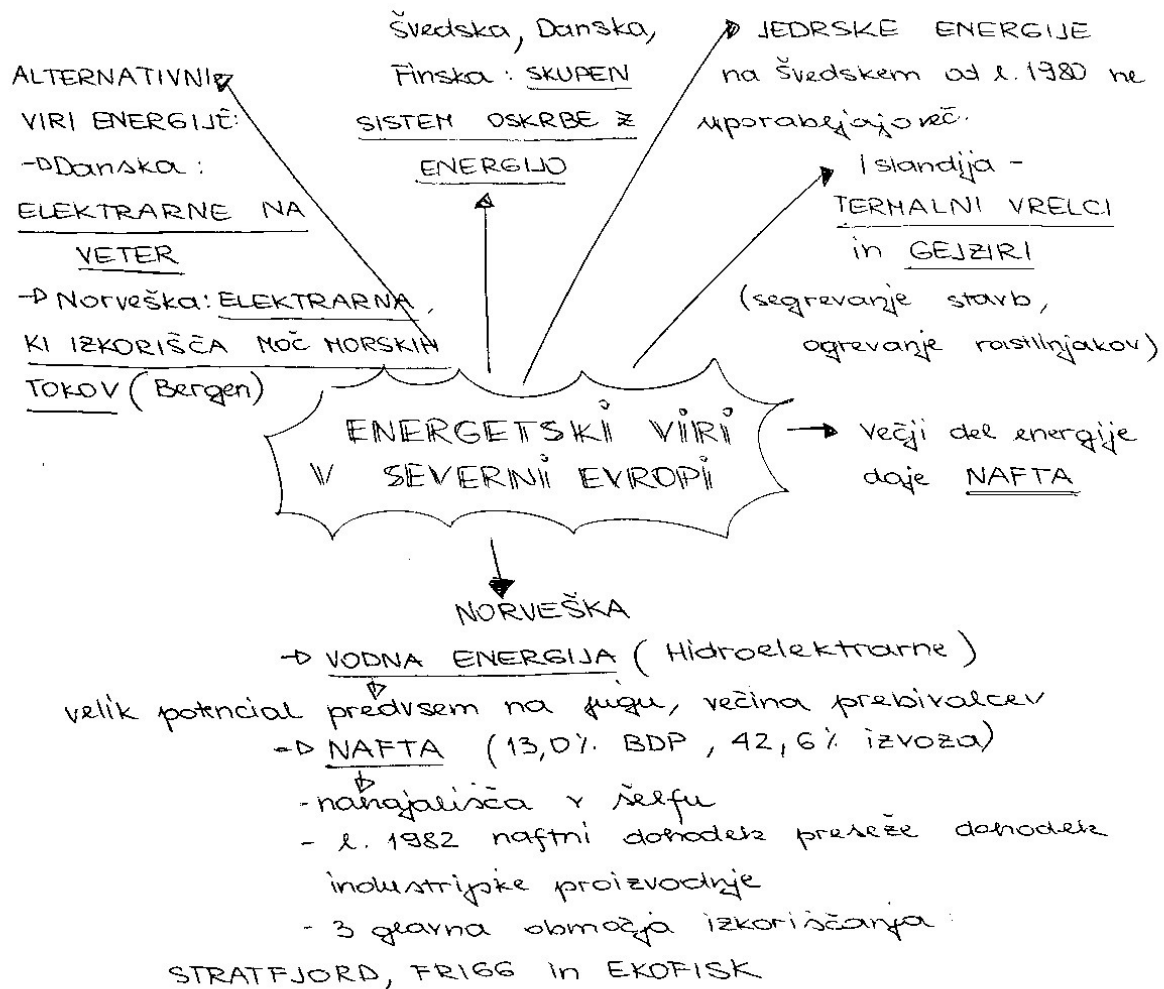 ALTERNATIVNI
VIRI ENERGIJE:
→Danska :
ELEKTRARNE NA
VETER
→ Norveška: ELEKTRARNA,
KI IZKORIŠČA MOČ MORSKIH
TOKOV (Bergen)
Švedska, Danska,
Finska : SKUPEN
SISTEM OSKRBE Z
ENERGIJO
JEDRSKE ENERGIJE
na Švedskem od l. 1980 ne
uporabljajo več.
Islandija -
TERMALNI VRELCI
in GEJZIRI
(segrevanje stavb,
ogrevanje rastlinjakov)
ENERGETSKI VIRI
V SEVERNI EVROPI
→ večji del energije
daje NAFTA
NORVEŠKA
→ VODNA ENERGIJA ( Hidroelektrarne )
velik potencial predvsem na jugu, večina prebivalcev
→ NAFTA (13,0% BDP , 42,6% izvoza)
- nahajališča v šelfu
- l. 1982 naftni dohodek preseže dohodek
industrijske proizvodnje
- 3 glavna območja izkoriščanja :
STRATFJORD, FRIGG in EKOFISK